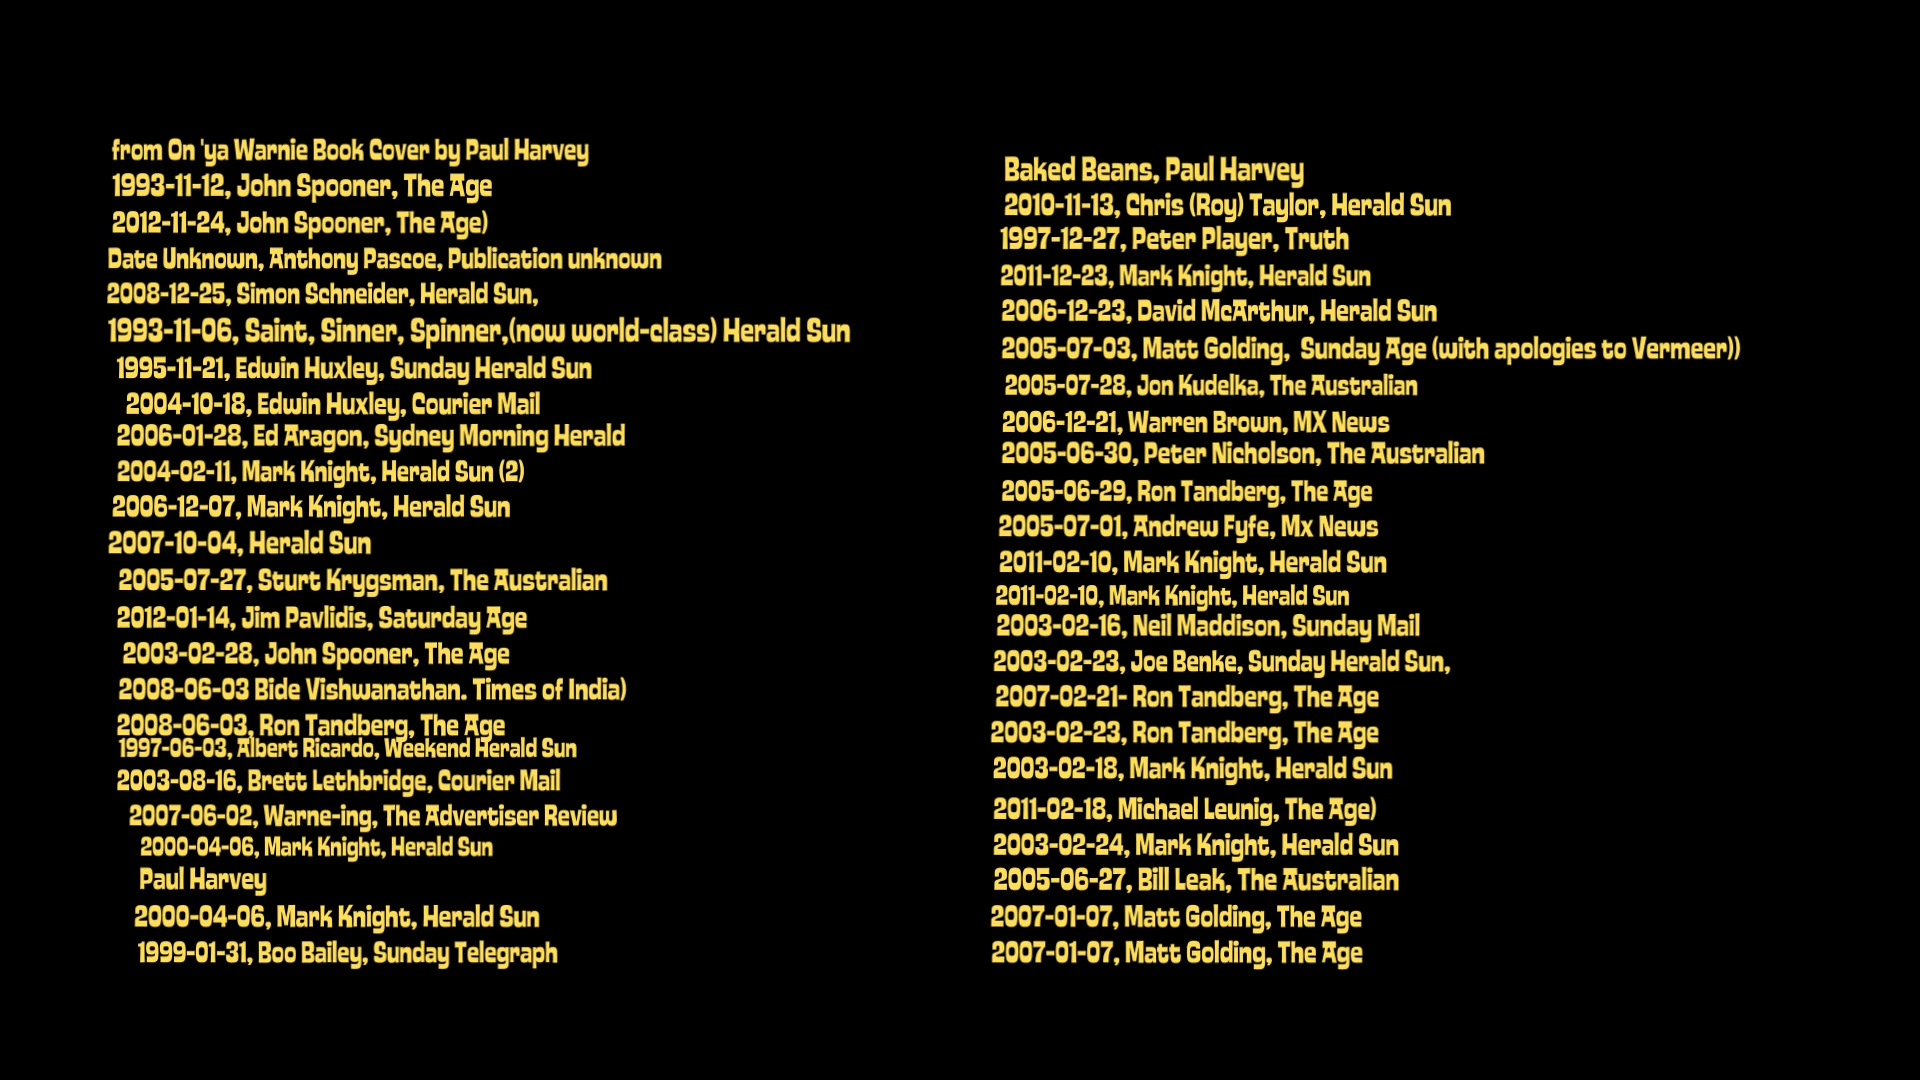 from On 'ya Warnie Book Cover by Paul Harvey
1993-11-12, John Spooner, The Age
2012-11-24, John Spooner, The Age)
Date Unknown, Anthony Pascoe, Publication unknown
2008-12-25, Simon Schneider, Herald Sun,
1993-11-06, Saint, Sinner, Spinner,(now world-class) Herald Sun
1995-11-21, Edwin Huxley, Sunday Herald Sun
2004-10-18, Edwin Huxley, Courier Mail
2006-01-28, Ed Aragon, Sydney Morning Herald
2004-02-11, Mark Knight, Herald Sun (2)
2006-12-07, Mark Knight, Herald Sun
2007-10-04, Herald Sun
2005-07-27, Sturt Krygsman, The Australian
2012-01-14, Jim Pavlidis, Saturday Age
2003-02-28, John Spooner, The Age
2008-06-03 Bide Vishwanathan. Times of India)
2008-06-03, Ron Tandberg, The Age
1997-06-03, Albert Ricardo, Weekend Herald Sun
2003-08-16, Brett Lethbridge, Courier Mail
2007-06-02, Warne-ing, The Advertiser Review
2000-04-06, Mark Knight, Herald Sun
Paul Harvey
2000-04-06, Mark Knight, Herald Sun
1999-01-31, Boo Bailey, Sunday Telegraph
Baked Beans, Paul Harvey
2010-11-13, Chris (Roy) Taylor, Herald Sun
1997-12-27, Peter Player, Truth
2011-12-23, Mark Knight, Herald Sun
2006-12-23, David McArthur, Herald Sun
2005-07-03, Matt Golding,  Sunday Age (with apologies to Vermeer))
2005-07-28, Jon Kudelka, The Australian
2006-12-21, Warren Brown, MX News
2005-06-30, Peter Nicholson, The Australian
2005-06-29, Ron Tandberg, The Age
2005-07-01, Andrew Fyfe, Mx News
2011-02-10, Mark Knight, Herald Sun
2011-02-10, Mark Knight, Herald Sun
2003-02-16, Neil Maddison, Sunday Mail
2003-02-23, Joe Benke, Sunday Herald Sun,
2007-02-21- Ron Tandberg, The Age
2003-02-23, Ron Tandberg, The Age
2003-02-18, Mark Knight, Herald Sun
2011-02-18, Michael Leunig, The Age)
2003-02-24, Mark Knight, Herald Sun
2005-06-27, Bill Leak, The Australian
2007-01-07, Matt Golding, The Age
2007-01-07, Matt Golding, The Age